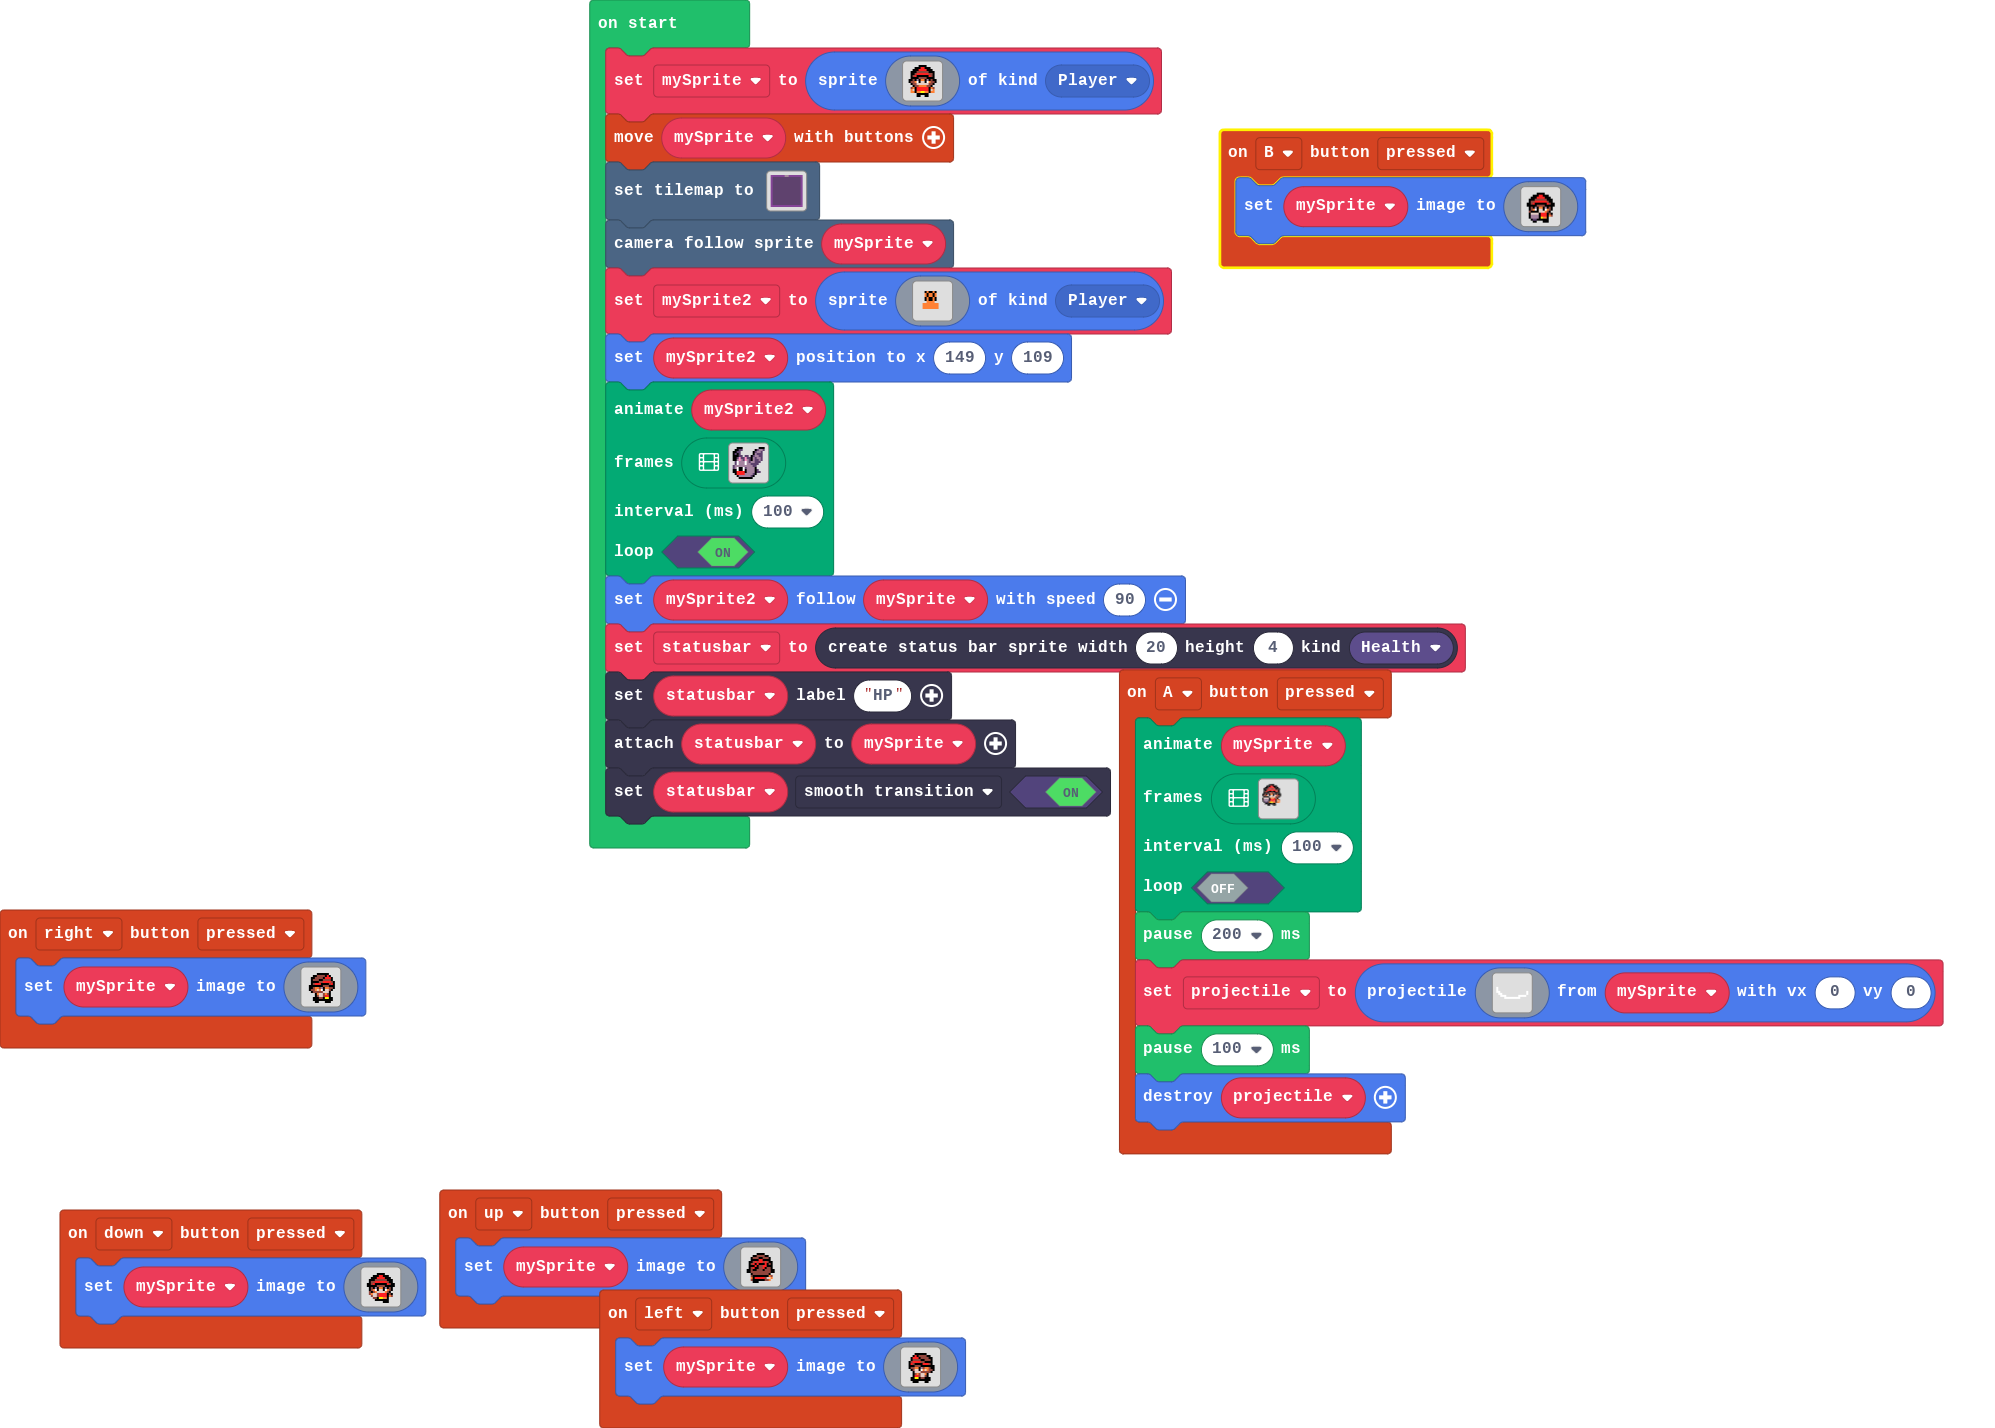 on start
set mySprite to sprite of kind Player
move mySprite with buttons
set tilemap to
camera follow sprite mySprite
set mySprite2 to sprite of kind Player
set mySprite2 position to x 149 y 109
animate mySprite2
frames
interval (ms) 100
loop ON
set mySprite2 follow mySprite with speed 90
set statusbar to create status bar sprite width 20 height 4 kind Health
set statusbar label "HP"
attach statusbar to mySprite
set statusbar smooth transition ON
on B button pressed
set mySprite image to
on A button pressed
animate mySprite
frames
interval (ms) 100
loop OFF
pause 200 ms
set projectile to projectile from mySprite with vx 0 vy 0
pause 100 ms
destroy projectile
on right button pressed
set mySprite image to
on down button pressed
set mySprite image to
on up button pressed
set mySprite image to
on left button pressed
set mySprite image to